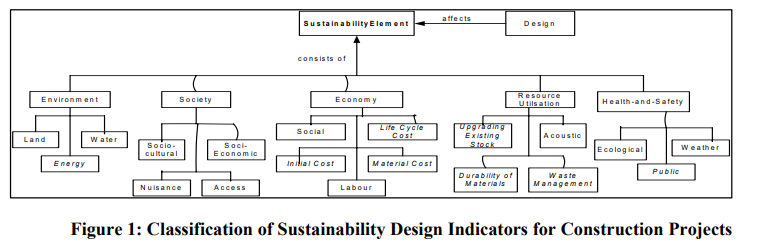 SustainabilityElement
affects
Design
consists of
Environment
Society
Economy
Resource
Utilsation
Health-and-Safety
Land
Water
Energy
Socio-
cultural
Soci-
Economic
Nuisance
Access
Social
Life Cycle
Cost
Initial Cost
Material Cost
Labour
Upgrading
Existing
Stock
Acoustic
Durability of
Materials
Waste
Management
Ecological
Weather
Public
Figure 1: Classification of Sustainability Design Indicators for Construction Projects